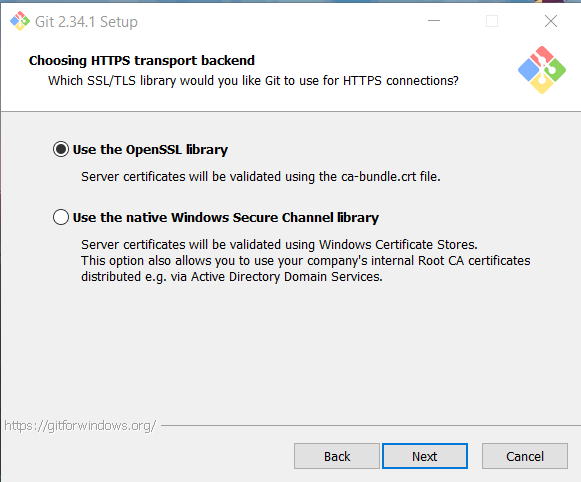 Git 2.34.1 Setup
Choosing HTTPS transport backend
Which SSL/TLS library would you like Git to use for HTTPS connections?
Use the OpenSSL library
Server certificates will be validated using the ca-bundle.crt file.
Use the native Windows Secure Channel library
Server certificates will be validated using Windows Certificate Stores.
This option also allows you to use your company's internal Root CA certificates
distributed e.g. via Active Directory Domain Services.
https://gitforwindows.org/
Back Next Cancel